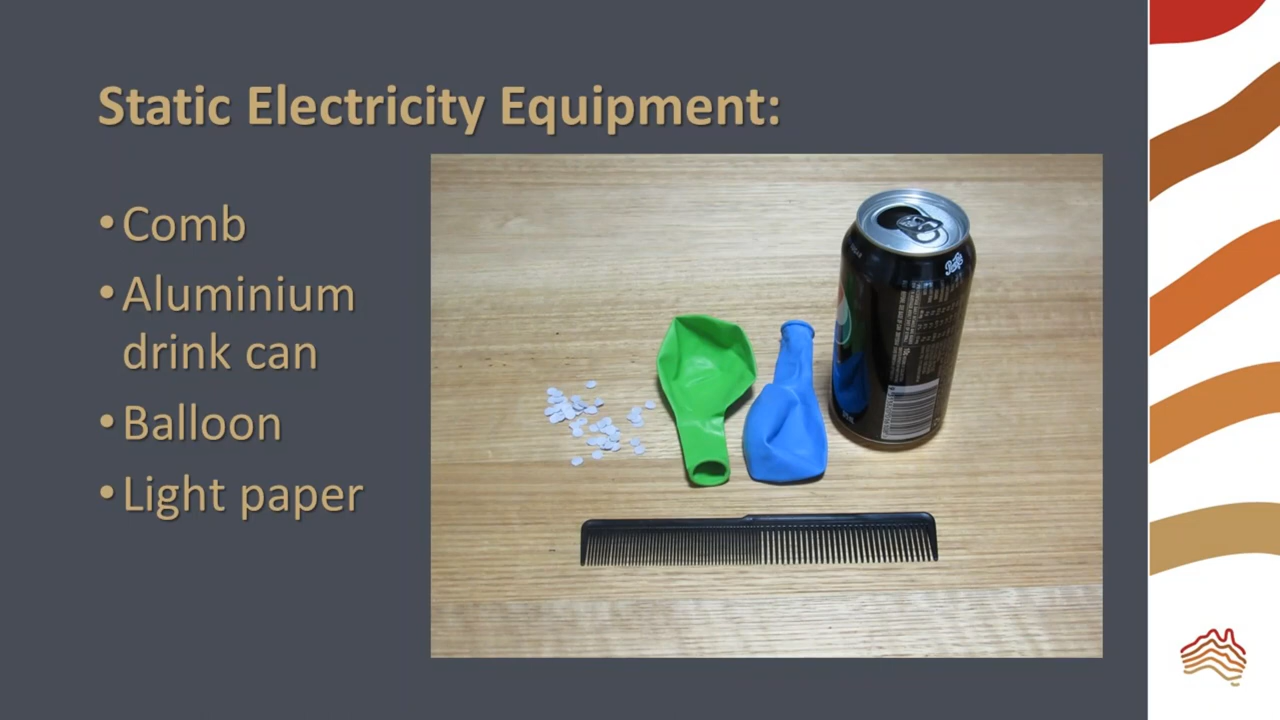 Static Electricity Equipment:
• Comb
• Aluminium
drink can
• Balloon
• Light paper